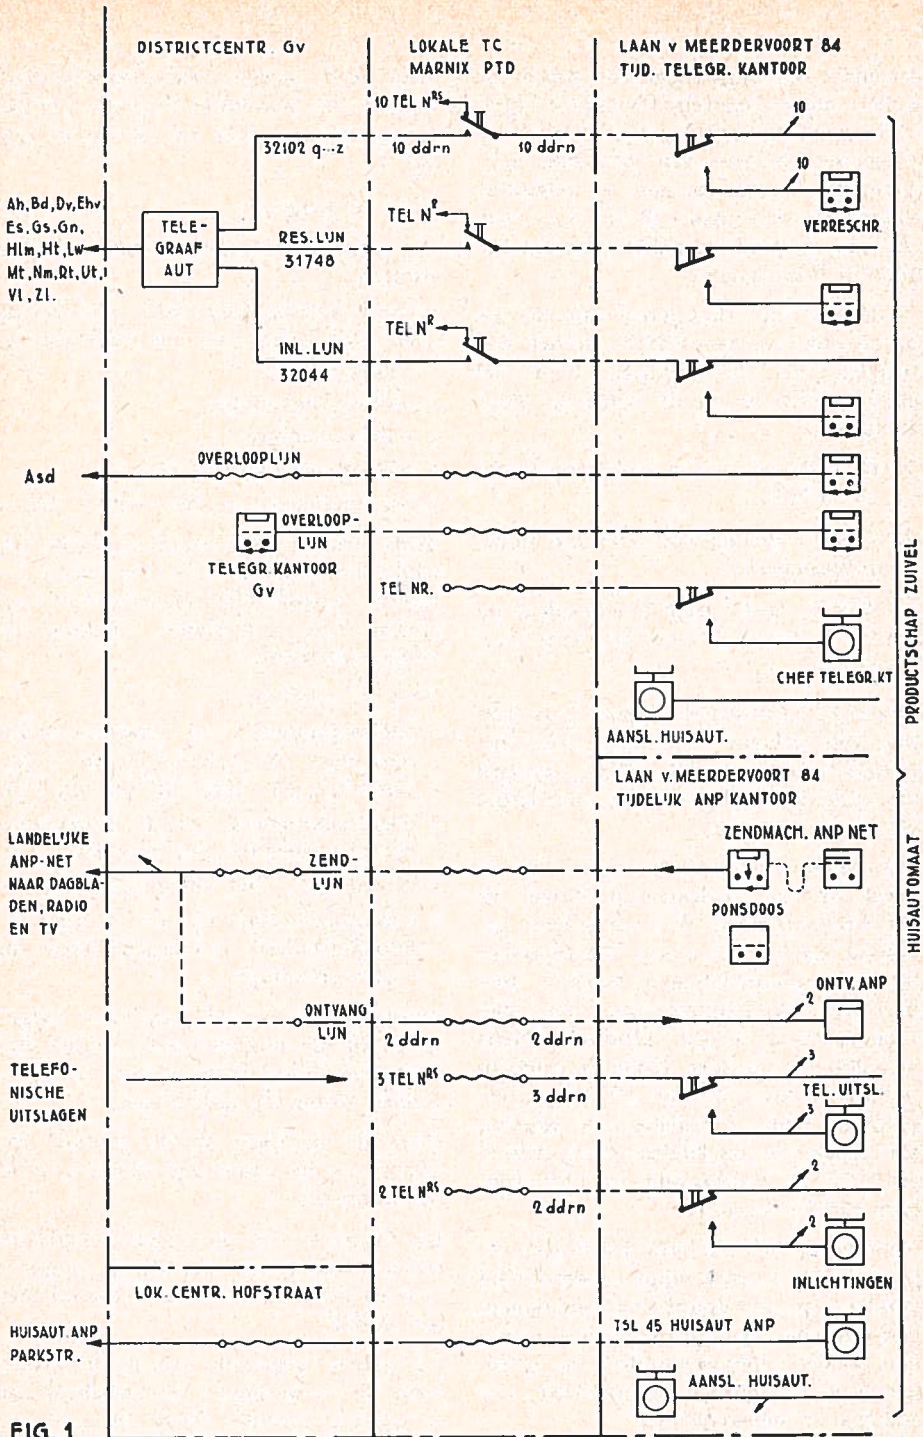 DISTRICTCENTR. Gv
LOKALE TC
MARNIX PTD
LAAN v MEERDERVOORT 84
TIJD. TELEGR. KANTOOR
10 TEL NRS
10
32102 q...z
10 ddrn
10 ddrn
10
VERRESCHR.
Ah, Bd, Dv, Ehv
Es, Gs, Gn,
Hlm, Ht, Lw
Mt, Nm, Rt, Ut,
Vl, Zl.
TELE-
GRAAF
AUT
RES. LIJN
31748
TEL NR
INL. LIJN
32044
TEL NR
Asd
OVERLOOPLIJN
OVERLOOP-
LIJN
TELEGR. KANTOOR
Gv
TEL NR.
CHEF TELEGR. KT
AANSL. HUISAUT.
PRODUCTSCHAP ZUIVEL
HUISAUTOMAAT
LAAN v. MEERDERVOORT 84
TIJDELIJK ANP KANTOOR
LANDELIJKE
ANP-NET
NAAR DAGBLA-
DEN, RADIO
EN TV
ZEND-
LIJN
ZENDMACH. ANP NET
PONSDOOS
ONTVANG
LIJN
2 ddrn
2 ddrn
2
ONTV. ANP
TELEFO-
NISCHE
UITSLAGEN
3 TEL NRS
3 ddrn
3
TEL. UITSL.
3
2 TEL NRS
2 ddrn
2
2
INLICHTINGEN
LOK. CENTR. HOFSTRAAT
HUISAUT. ANP
PARKSTR.
TSL 45 HUISAUT ANP
AANSL. HUISAUT.
FIG. 1